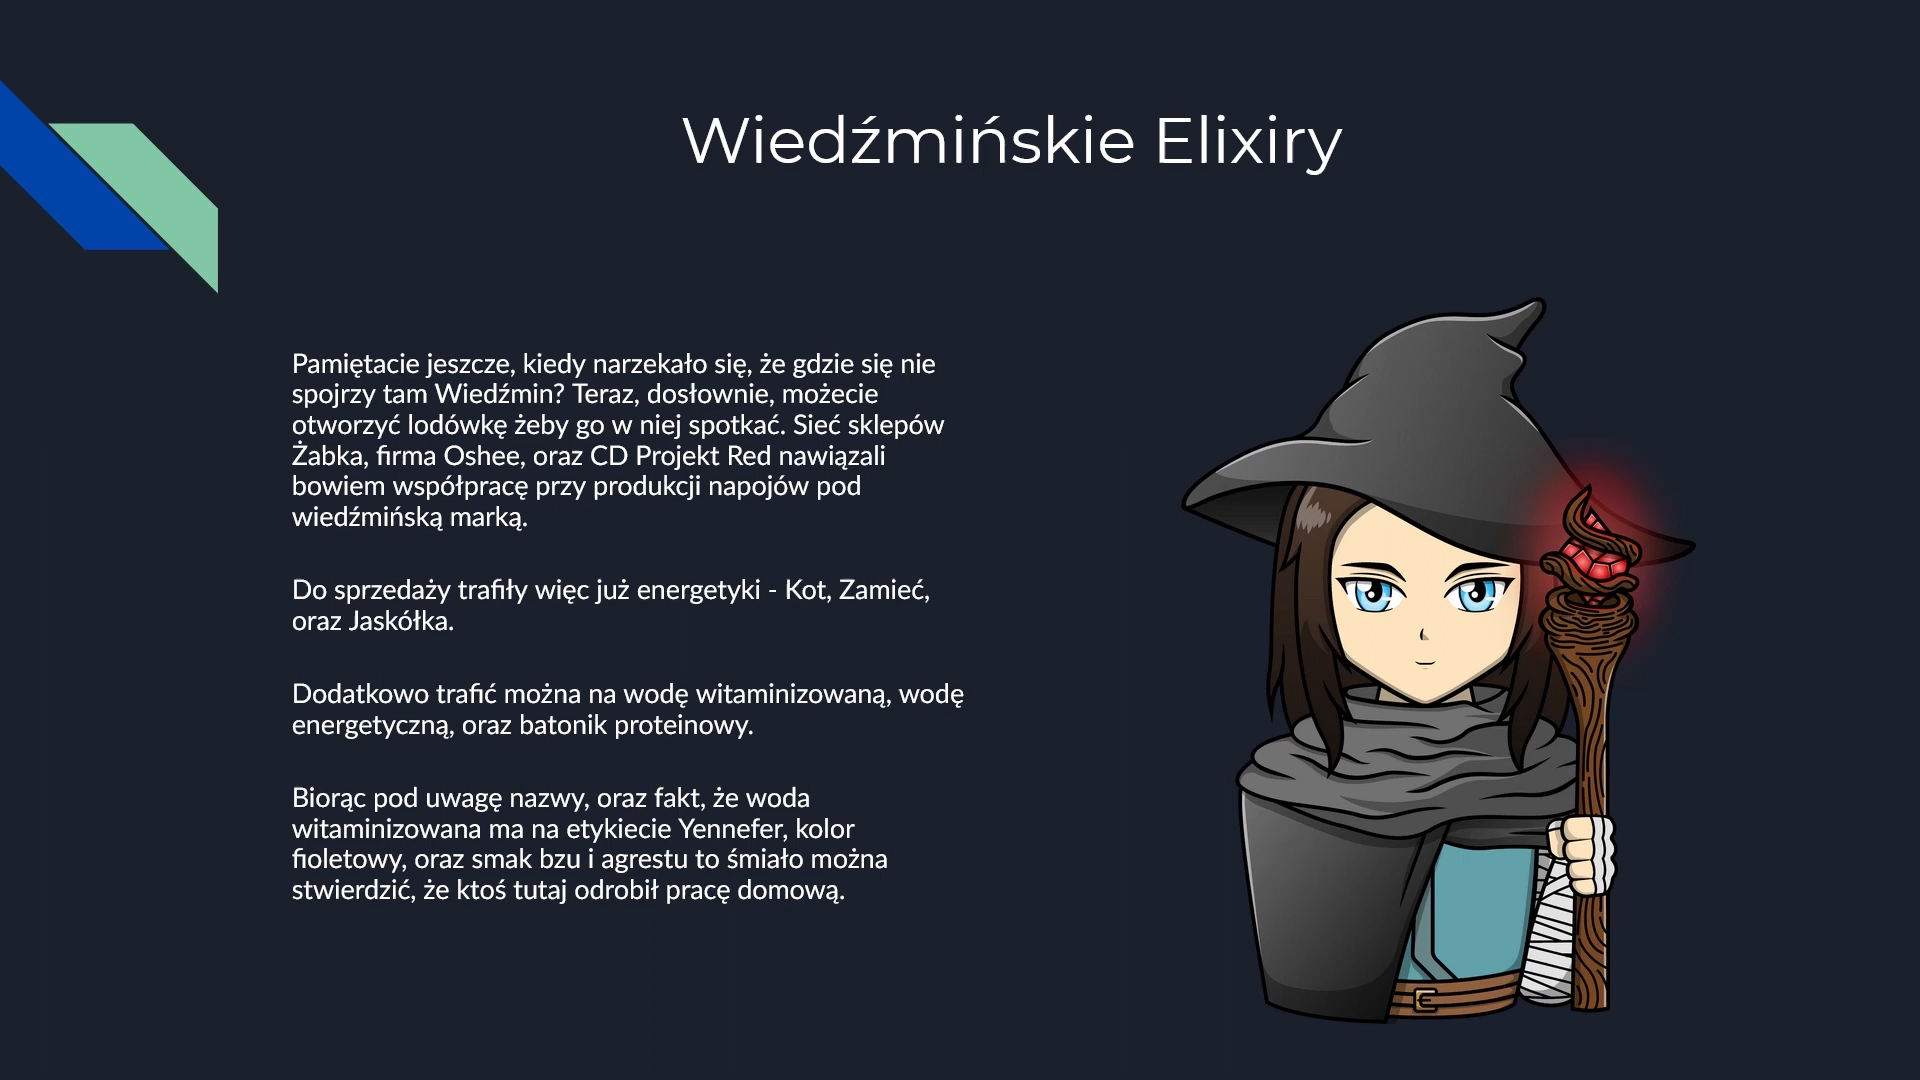 Wiedźmińskie Elixiry
Pamiętacie jeszcze, kiedy narzekało się, że gdzie się nie
spojrzy tam Wiedźmin? Teraz, dosłownie, możecie
otworzyć lodówkę żeby go w niej spotkać. Sieć sklepów
Żabka, firma Oshee, oraz CD Projekt Red nawiązali
bowiem współpracę przy produkcji napojów pod
wiedźmińską marką.
Do sprzedaży trafiły więc już energetyki - Kot, Zamieć,
oraz Jaskółka.
Dodatkowo trafić można na wodę witaminizowaną, wodę
energetyczną, oraz batonik proteinowy.
Biorąc pod uwagę nazwy, oraz fakt, że woda
witaminizowana ma na etykiecie Yennefer, kolor
fioletowy, oraz smak bzu i agrestu to śmiało można
stwierdzić, że ktoś tutaj odrobił pracę domową.